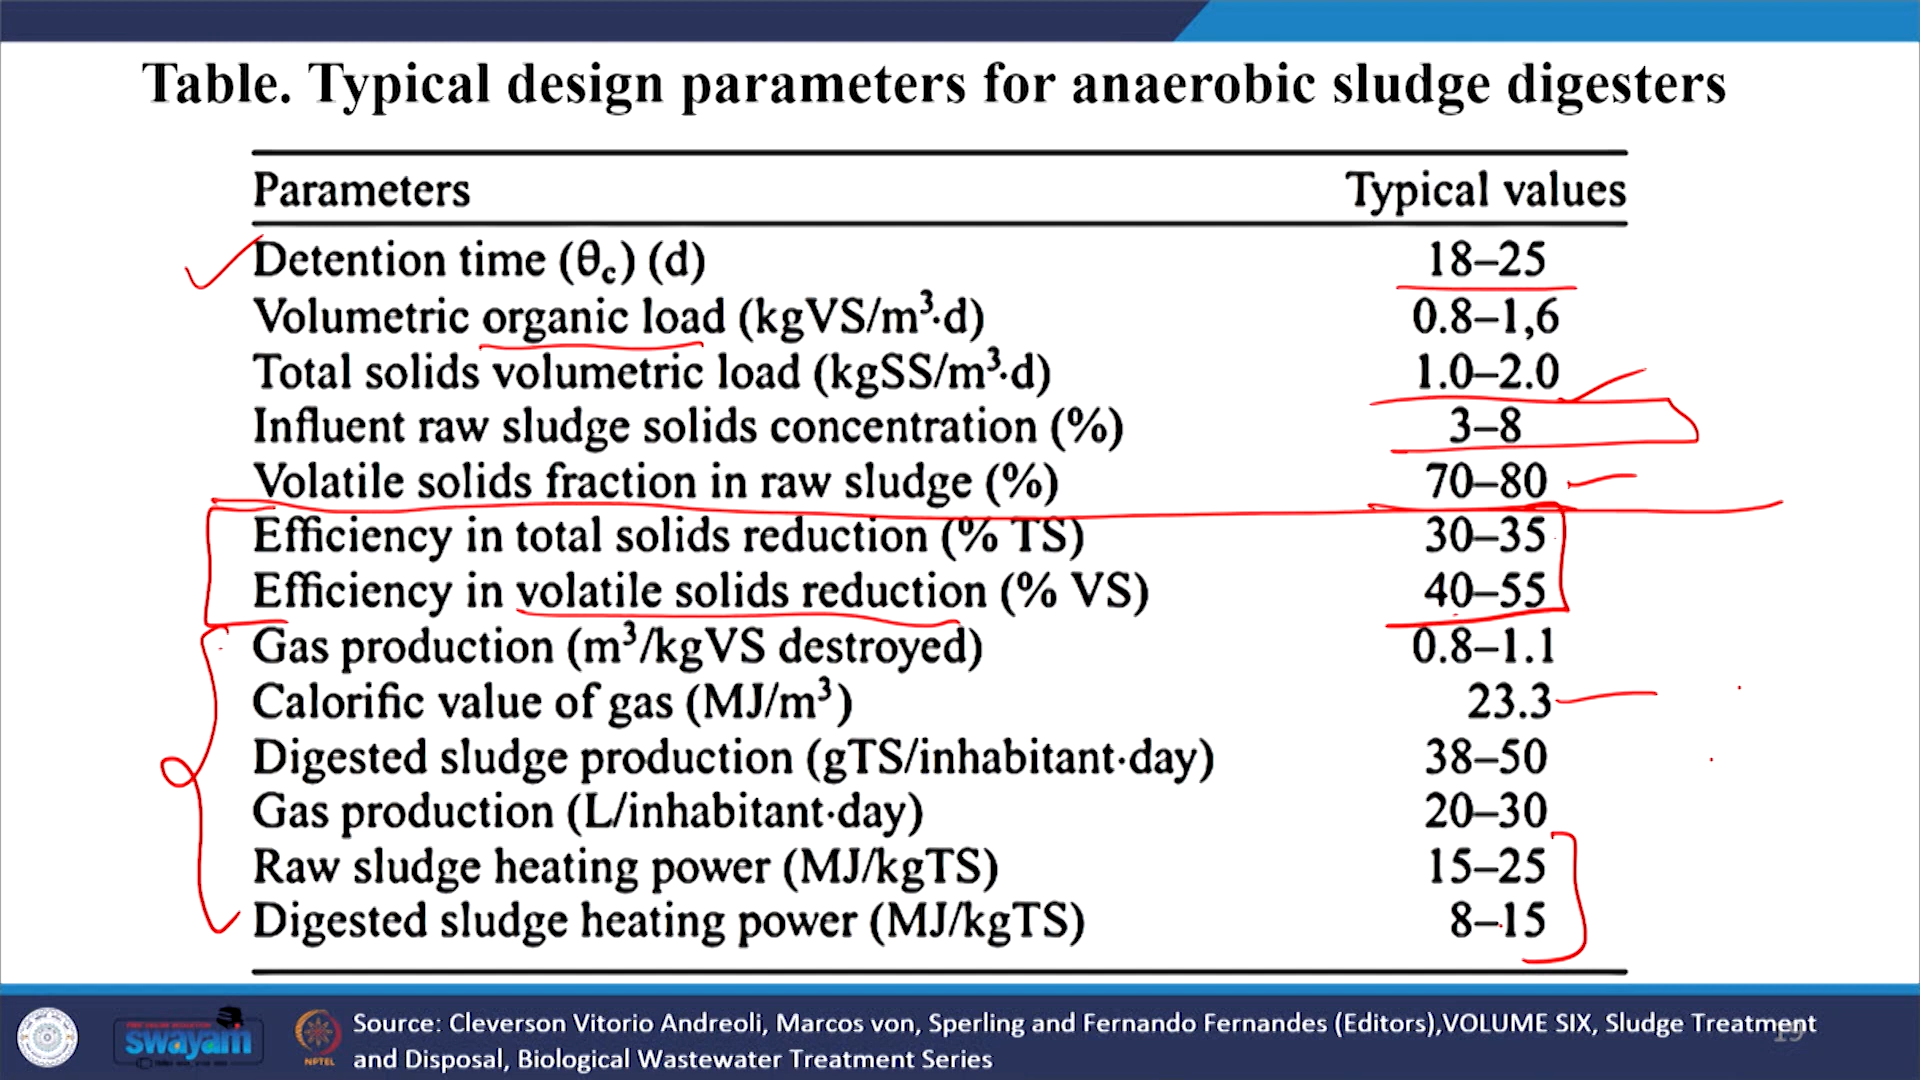 Table. Typical design parameters for anaerobic sludge digesters
Parameters Typical values
Detention time (θc) (d) 18–25
Volumetric organic load (kgVS/m³·d) 0.8–1,6
Total solids volumetric load (kgSS/m³·d) 1.0–2.0
Influent raw sludge solids concentration (%) 3–8
Volatile solids fraction in raw sludge (%) 70–80
Efficiency in total solids reduction (% TS) 30–35
Efficiency in volatile solids reduction (% VS) 40–55
Gas production (m³/kgVS destroyed) 0.8–1.1
Calorific value of gas (MJ/m³) 23.3
Digested sludge production (gTS/inhabitant·day) 38–50
Gas production (L/inhabitant·day) 20–30
Raw sludge heating power (MJ/kgTS) 15–25
Digested sludge heating power (MJ/kgTS) 8–15
swayam
NPTEL
Source: Cleverson Vitorio Andreoli, Marcos von, Sperling and Fernando Fernandes (Editors),VOLUME SIX, Sludge Treatment
and Disposal, Biological Wastewater Treatment Series
19